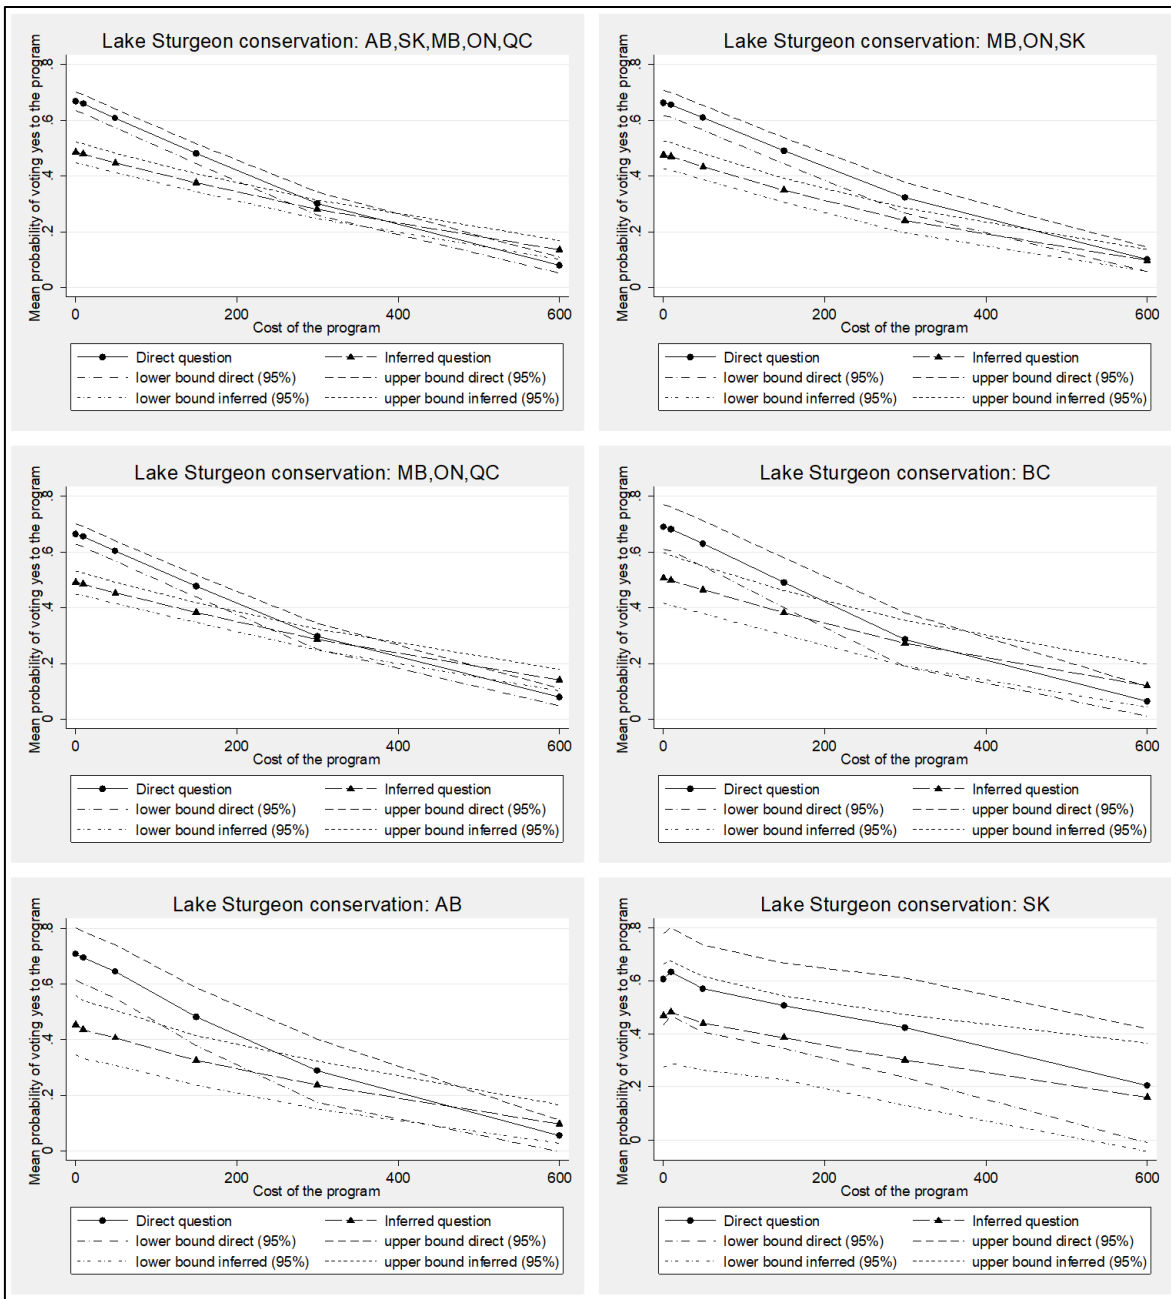 Lake Sturgeon conservation: AB,SK,MB,ON,QC
Mean probability of voting yes to the program
.8
.6
.4
.2
0
0 200 400 600
Cost of the program
Direct question Inferred question
lower bound direct (95%) upper bound direct (95%)
lower bound inferred (95%) upper bound inferred (95%)
Lake Sturgeon conservation: MB,ON,SK
Mean probability of voting yes to the program
.8
.6
.4
.2
0
0 200 400 600
Cost of the program
Direct question Inferred question
lower bound direct (95%) upper bound direct (95%)
lower bound inferred (95%) upper bound inferred (95%)
Lake Sturgeon conservation: MB,ON,QC
Mean probability of voting yes to the program
.8
.6
.4
.2
0
0 200 400 600
Cost of the program
Direct question Inferred question
lower bound direct (95%) upper bound direct (95%)
lower bound inferred (95%) upper bound inferred (95%)
Lake Sturgeon conservation: BC
Mean probability of voting yes to the program
.8
.6
.4
.2
0
0 200 400 600
Cost of the program
Direct question Inferred question
lower bound direct (95%) upper bound direct (95%)
lower bound inferred (95%) upper bound inferred (95%)
Lake Sturgeon conservation: AB
Mean probability of voting yes to the program
.8
.6
.4
.2
0
0 200 400 600
Cost of the program
Direct question Inferred question
lower bound direct (95%) upper bound direct (95%)
lower bound inferred (95%) upper bound inferred (95%)
Lake Sturgeon conservation: SK
Mean probability of voting yes to the program
.8
.6
.4
.2
0
0 200 400 600
Cost of the program
Direct question Inferred question
lower bound direct (95%) upper bound direct (95%)
lower bound inferred (95%) upper bound inferred (95%)